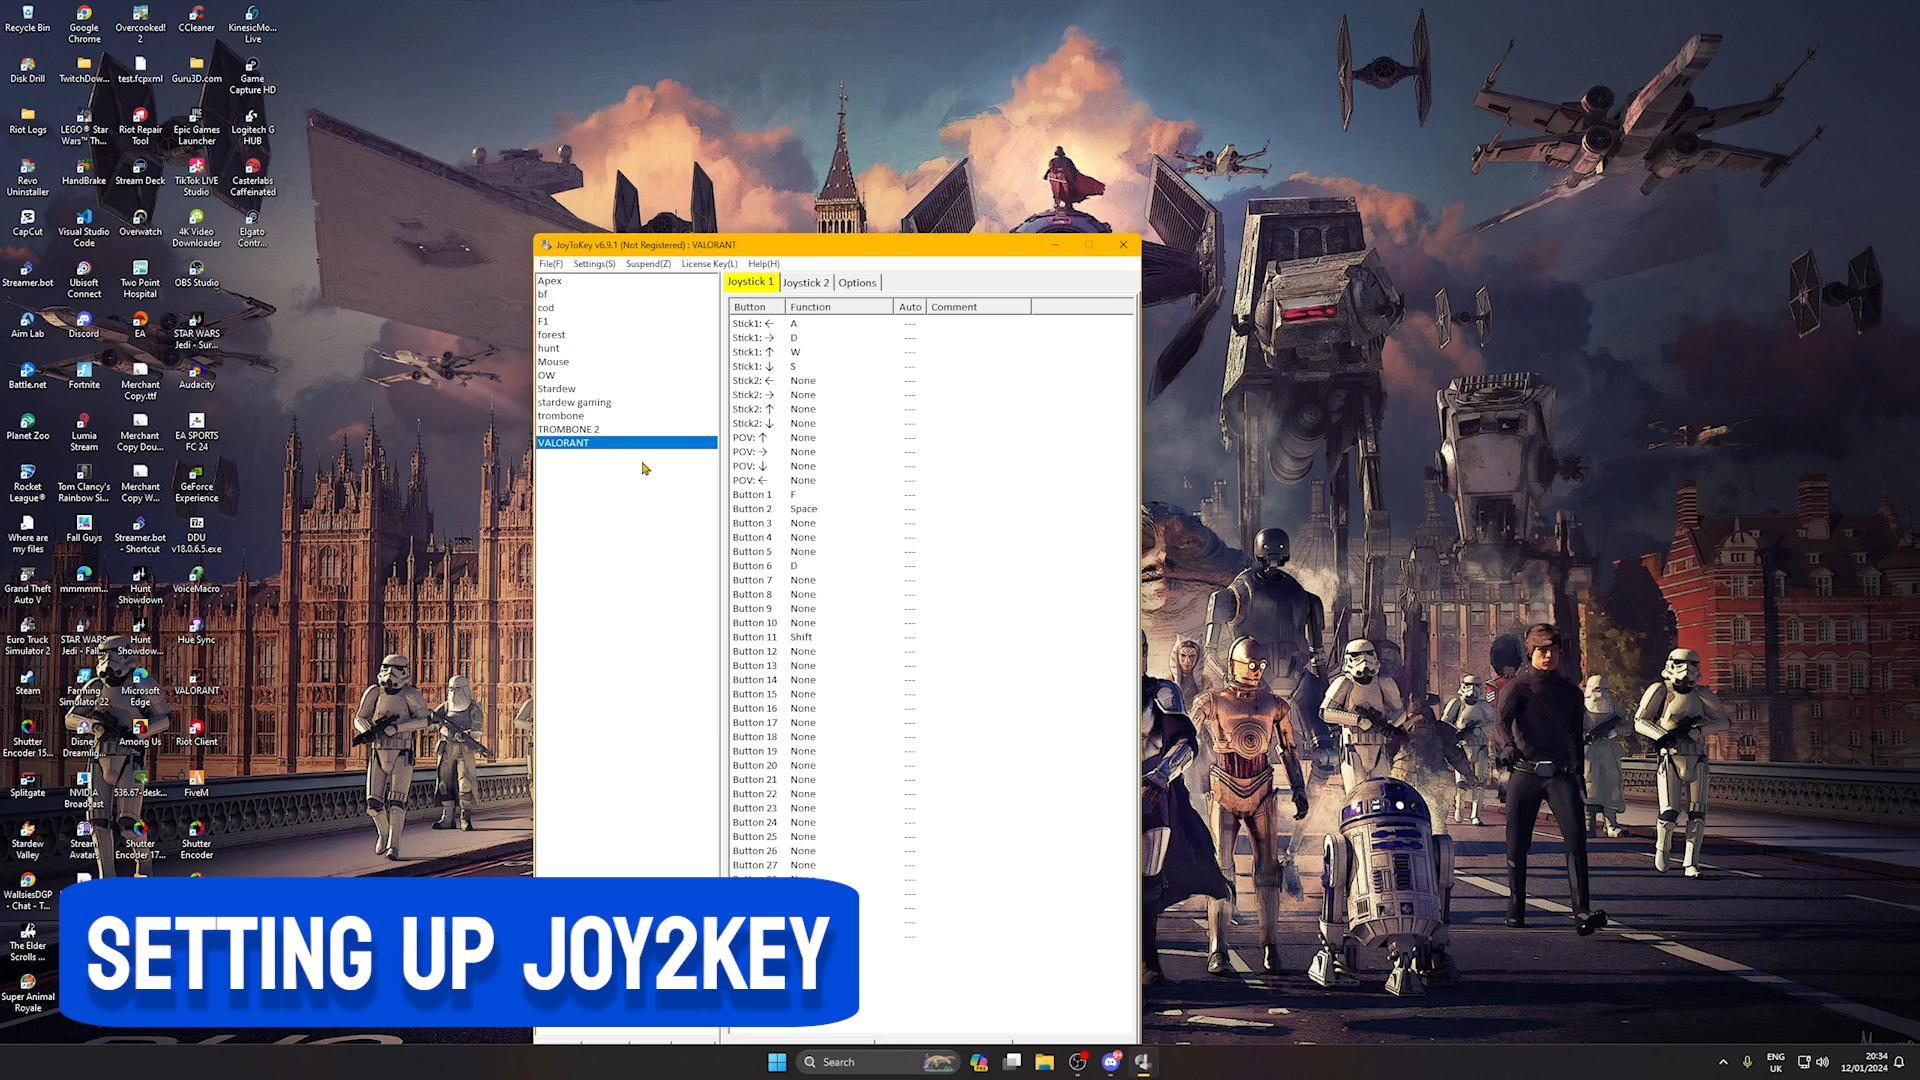 Recycle Bin
Google Chrome
Overcooked! 2
CCleaner
KinesicMo... Live
Disk Drill
TwitchDow...
test.fcpxml
Guru3D.com
Game Capture HD
Riot Logs
LEGO® Star Wars™ Th...
Riot Repair Tool
Epic Games Launcher
Logitech G HUB
Revo Uninstaller
HandBrake
Stream Deck
TikTok LIVE Studio
Casterlabs Caffeinated
CapCut
Visual Studio Code
Overwatch
4K Video Downloader
Elgato Contr...
Streamer.bot
Ubisoft Connect
Two Point Hospital
OBS Studio
Aim Lab
Discord
EA
STAR WARS Jedi - Sur...
Battle.net
Fortnite
Merchant Copy.ttf
Audacity
Planet Zoo
Lumia Stream
Merchant Copy Dou...
EA SPORTS FC 24
Rocket League®
Tom Clancy's Rainbow Si...
Merchant Copy W...
GeForce Experience
Where are my files
Fall Guys
Streamer.bot - Shortcut
DDU v18.0.6.5.exe
Grand Theft Auto V
mmmmm...
Hunt Showdown
VoiceMacro
Euro Truck Simulator 2
STAR WARS Jedi - Fall...
Hunt Showdow...
Hue Sync
Steam
Farming Simulator 22
Microsoft Edge
VALORANT
Shutter Encoder 15...
Disney Dreamlig...
Among Us
Riot Client
Splitgate
NVIDIA Broadcast
536.67-desk...
FiveM
Stardew Valley
Stream Avatars
Shutter Encoder 17...
Shutter Encoder
WallsiesDGP - Chat - T...
The Elder Scrolls ...
Super Animal Royale
JoyToKey v6.9.1 (Not Registered) : VALORANT
File(F) Settings(S) Suspend(Z) License Key(L) Help(H)
Apex
bf
cod
F1
forest
hunt
Mouse
OW
Stardew
stardew gaming
trombone
TROMBONE 2
VALORANT
Joystick 1 Joystick 2 Options
Button Function Auto Comment
Stick1: ← A ---
Stick1: → D ---
Stick1: ↑ W ---
Stick1: ↓ S ---
Stick2: ← None ---
Stick2: → None ---
Stick2: ↑ None ---
Stick2: ↓ None ---
POV: ↑ None ---
POV: → None ---
POV: ↓ None ---
POV: ← None ---
Button 1 F ---
Button 2 Space ---
Button 3 None ---
Button 4 None ---
Button 5 None ---
Button 6 D ---
Button 7 None ---
Button 8 None ---
Button 9 None ---
Button 10 None ---
Button 11 Shift ---
Button 12 None ---
Button 13 None ---
Button 14 None ---
Button 15 None ---
Button 16 None ---
Button 17 None ---
Button 18 None ---
Button 19 None ---
Button 20 None ---
Button 21 None ---
Button 22 None ---
Button 23 None ---
Button 24 None ---
Button 25 None ---
Button 26 None ---
Button 27 None ---
---
---
---
---
SETTING UP JOY2KEY
Search
ENG
UK
20:34
12/01/2024